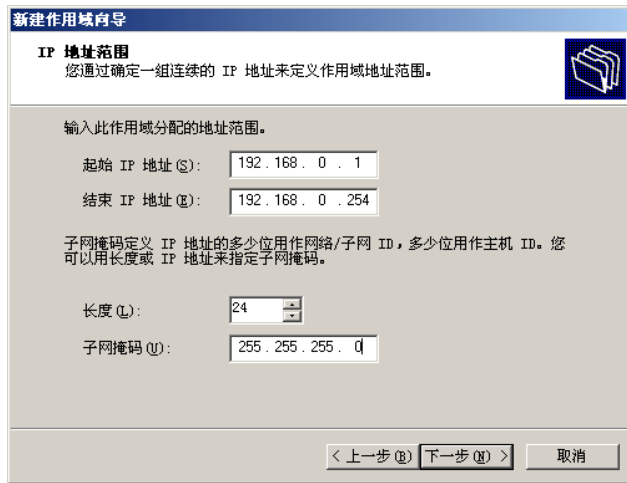 新建作用域向导
IP 地址范围
您通过确定一组连续的 IP 地址来定义作用域地址范围。
输入此作用域分配的地址范围。
起始 IP 地址(S): 192 . 168 . 0 . 1
结束 IP 地址(E): 192 . 168 . 0 . 254
子网掩码定义 IP 地址的多少位用作网络/子网 ID，多少位用作主机 ID。您
可以用长度或 IP 地址来指定子网掩码。
长度(L): 24
子网掩码(U): 255 . 255 . 255 . 0
< 上一步(B) 下一步(N) > 取消